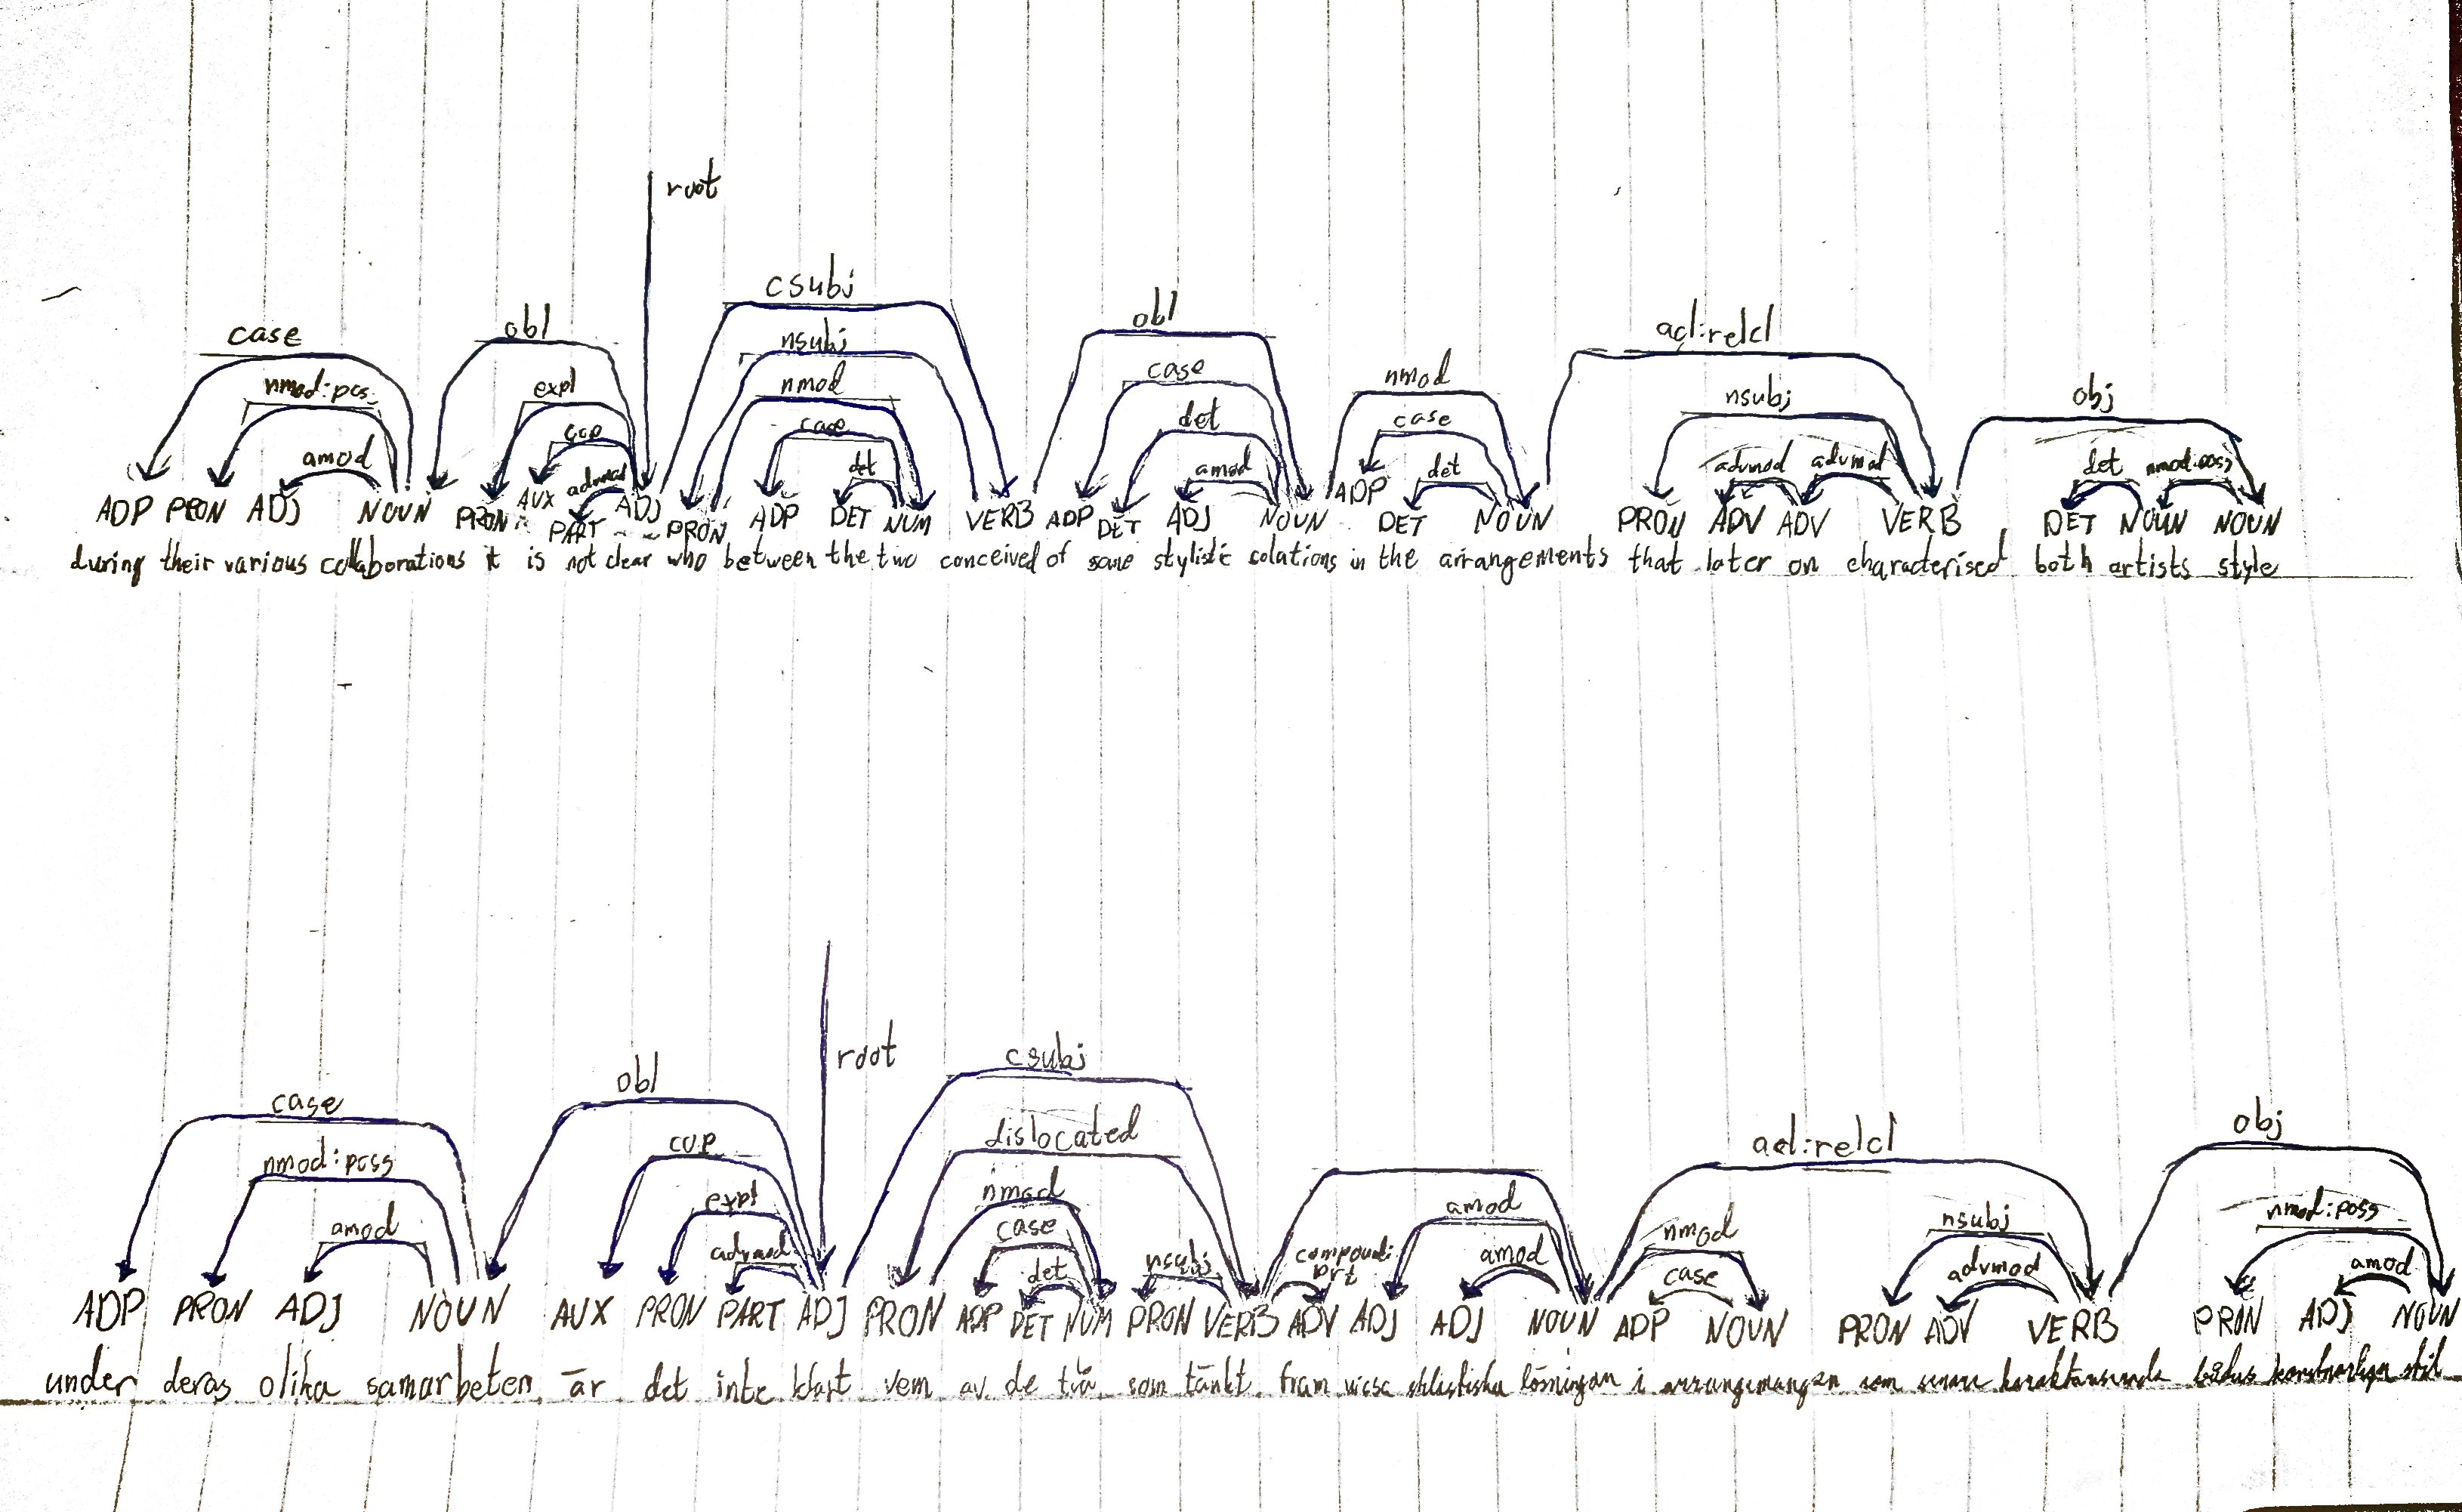 root
csubj
case obl nsubj obl acl:relcl
nmod:pos expl nmod case nmod nsubj obj
amod cop case det case advmod advmod det nmod:poss
advmod det amod det
ADP PRON ADJ NOUN PRON AUX PART ADJ PRON ADP DET NUM VERB ADP DET ADJ NOUN ADP DET NOUN PRON ADV ADV VERB DET NOUN NOUN
during their various collaborations it is not clear who between the two conceived of some stylistic solations in the arrangements that later on characterised both artists style
root
case obl csubj acl:relcl obj
nmod:poss cop dislocated amod nmod nsubj nmod:poss
amod expl nmod compound: amod case advmod amod
advmod case prt
det nsubj
ADP PRON ADJ NOUN AUX PRON PART ADJ PRON ADP DET NUM PRON VERB ADV ADJ ADJ NOUN ADP NOUN PRON ADV VERB PRON ADJ NOUN
under deras olika samarbeten är det inte klart vem av de två som tänkt fram vissa stilistiska lösningar i arrangemangen som senare stil